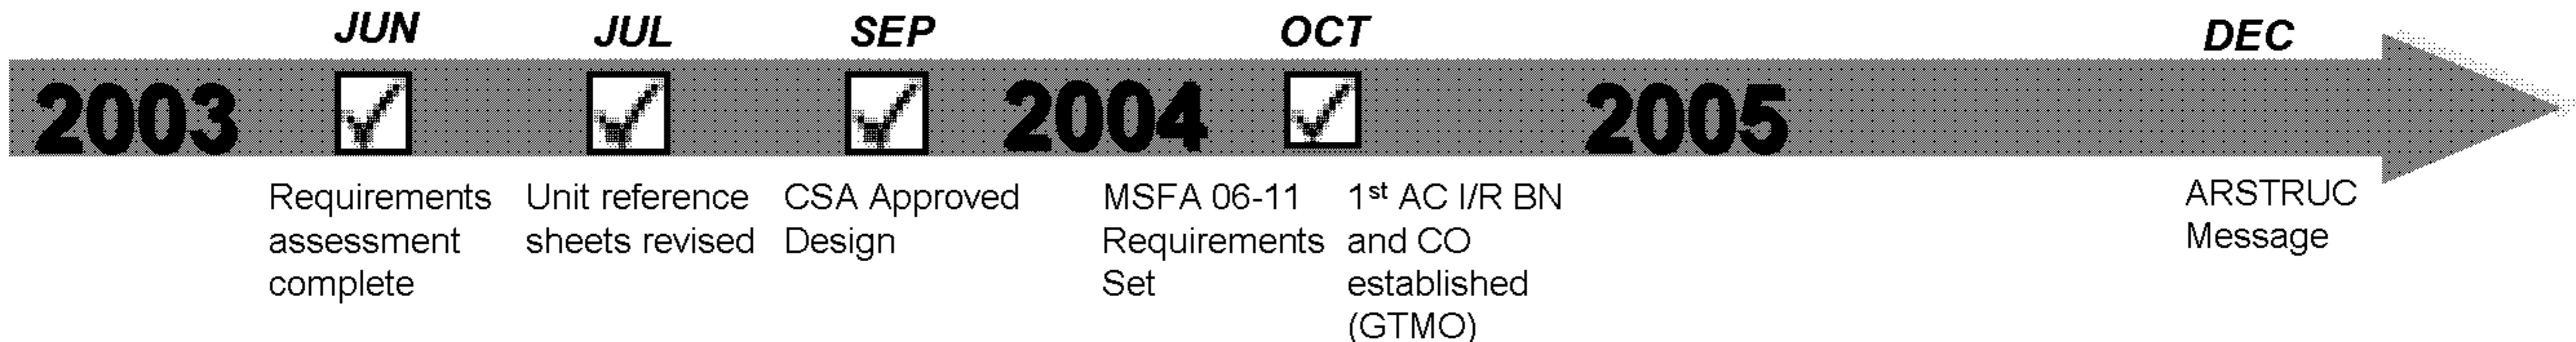 JUN
JUL
SEP
OCT
DEC
2003
2004
2005
Requirements
assessment
complete
Unit reference
sheets revised
CSA Approved
Design
MSFA 06-11
Requirements
Set
1st AC I/R BN
and CO
established
(GTMO)
ARSTRUC
Message